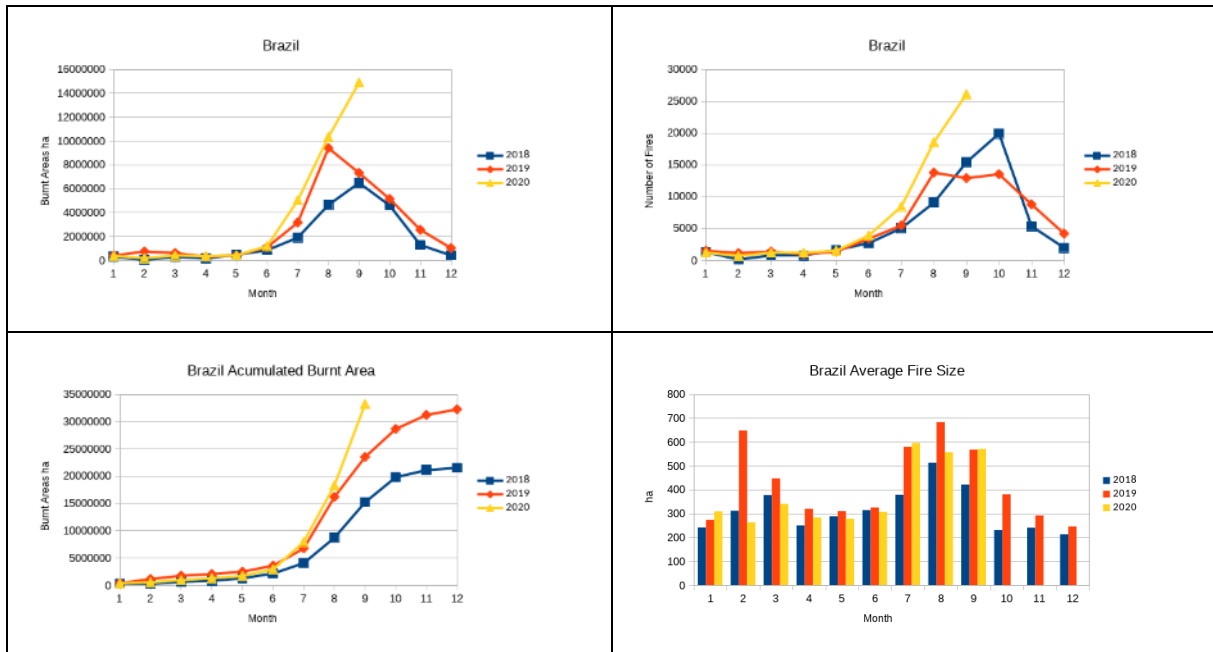 Brazil
Burnt Areas ha
16000000
14000000
12000000
10000000
8000000
6000000
4000000
2000000
0
1 2 3 4 5 6 7 8 9 10 11 12
Month
2018
2019
2020
Brazil
Number of Fires
30000
25000
20000
15000
10000
5000
0
1 2 3 4 5 6 7 8 9 10 11 12
Month
2018
2019
2020
Brazil Acumulated Burnt Area
Burnt Areas ha
35000000
30000000
25000000
20000000
15000000
10000000
5000000
0
1 2 3 4 5 6 7 8 9 10 11 12
Month
2018
2019
2020
Brazil Average Fire Size
ha
800
700
600
500
400
300
200
100
0
1 2 3 4 5 6 7 8 9 10 11 12
Month
2018
2019
2020